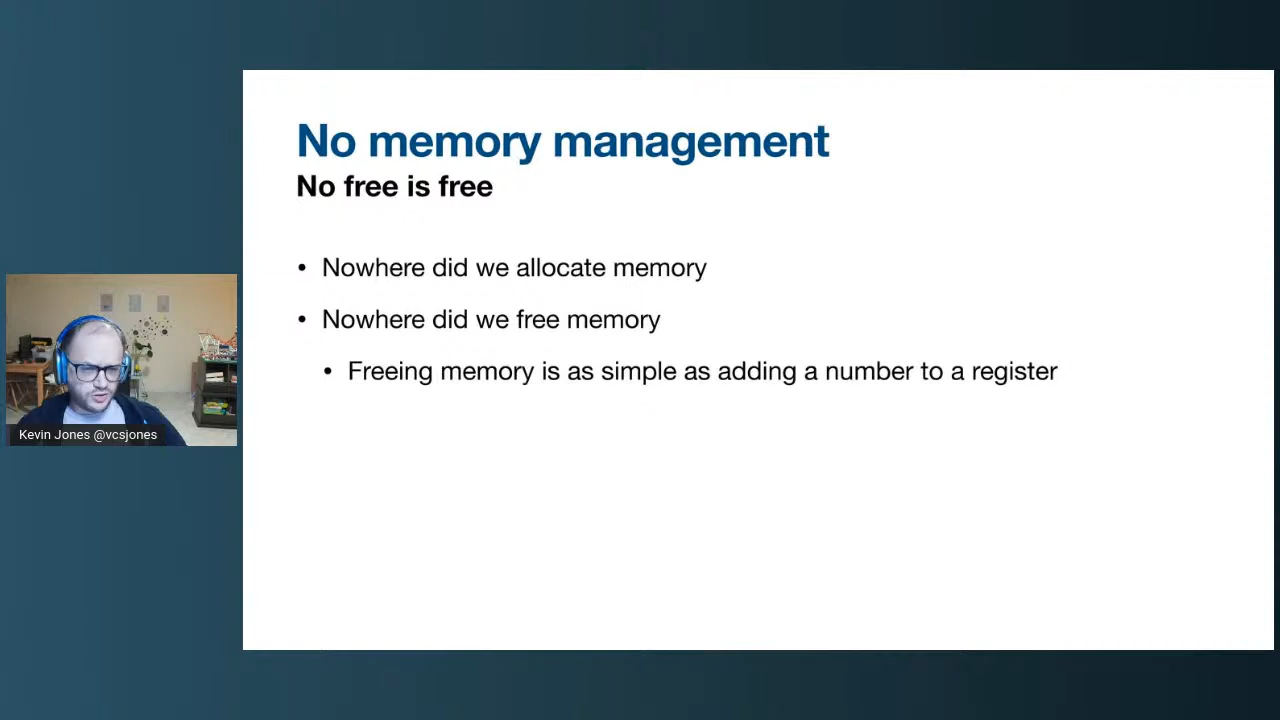 No memory management
No free is free
• Nowhere did we allocate memory
• Nowhere did we free memory
• Freeing memory is as simple as adding a number to a register
Kevin Jones @vcsjones